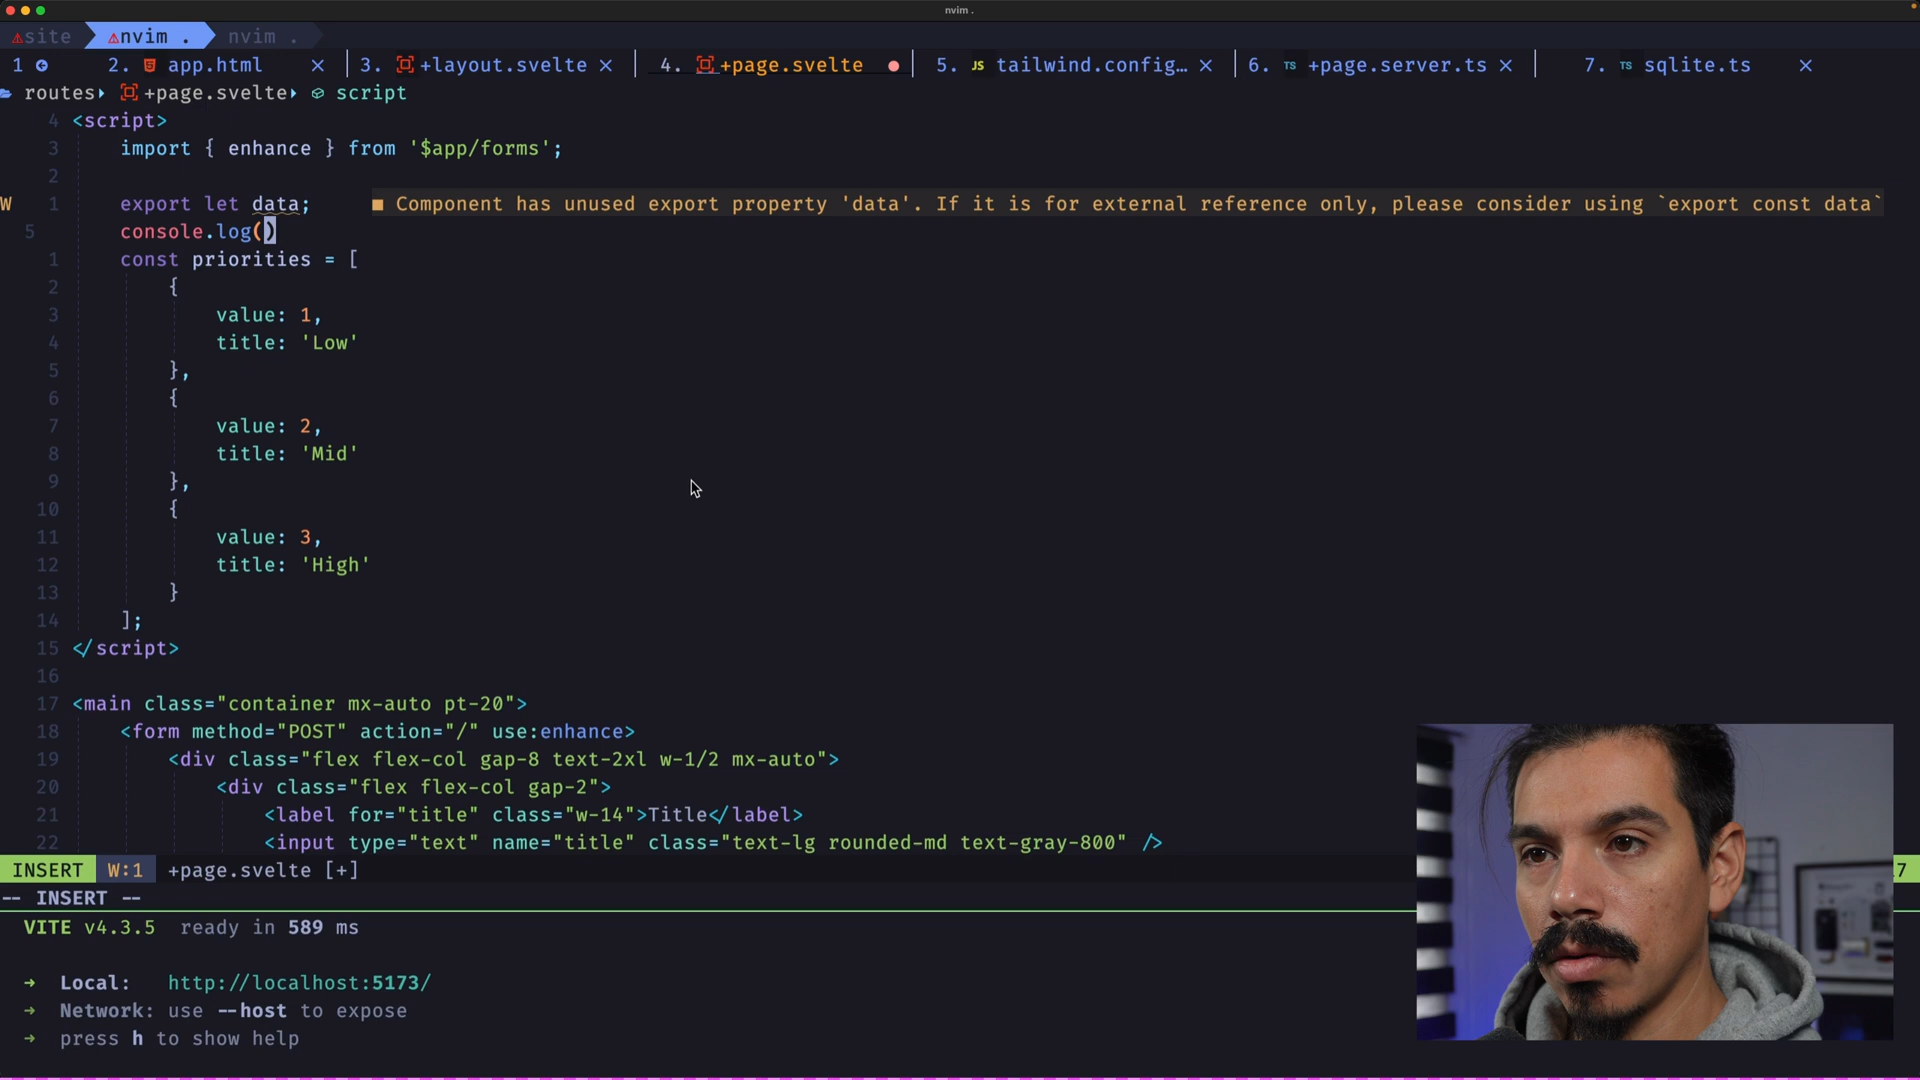 nvim .
site nvim . nvim .
1 2. app.html × 3. +layout.svelte × 4. +page.svelte ● 5. JS tailwind.config… × 6. TS +page.server.ts × 7. TS sqlite.ts ×
routes +page.svelte script
4 <script>
3 import { enhance } from '$app/forms';
2
W 1 export let data; ■ Component has unused export property 'data'. If it is for external reference only, please consider using `export const data`
5 console.log()
1 const priorities = [
2 {
3 value: 1,
4 title: 'Low'
5 },
6 {
7 value: 2,
8 title: 'Mid'
9 },
10 {
11 value: 3,
12 title: 'High'
13 }
14 ];
15 </script>
16
17 <main class="container mx-auto pt-20">
18 <form method="POST" action="/" use:enhance>
19 <div class="flex flex-col gap-8 text-2xl w-1/2 mx-auto">
20 <div class="flex flex-col gap-2">
21 <label for="title" class="w-14">Title</label>
22 <input type="text" name="title" class="text-lg rounded-md text-gray-800" />
INSERT W:1 +page.svelte [+] 7
-- INSERT --
VITE v4.3.5 ready in 589 ms
➜ Local: http://localhost:5173/
➜ Network: use --host to expose
➜ press h to show help